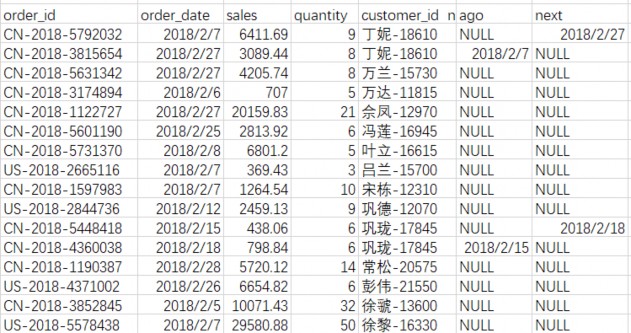 order_id order_date sales quantity customer_id n ago next
CN-2018-5792032 2018/2/7 6411.69 9 丁妮-18610 NULL 2018/2/27
CN-2018-3815654 2018/2/27 3089.44 8 丁妮-18610 2018/2/7 NULL
CN-2018-5631342 2018/2/27 4205.74 8 万兰-15730 NULL NULL
CN-2018-3174894 2018/2/6 707 5 万达-11815 NULL NULL
CN-2018-1122727 2018/2/27 20159.83 21 佘凤-12970 NULL NULL
CN-2018-5601190 2018/2/25 2813.92 6 冯莲-16945 NULL NULL
CN-2018-5731370 2018/2/8 6801.2 5 叶立-16615 NULL NULL
US-2018-2665116 2018/2/7 369.43 3 吕兰-15700 NULL NULL
CN-2018-1597983 2018/2/7 1264.54 10 宋栋-12310 NULL NULL
US-2018-2844736 2018/2/12 2459.13 9 巩德-12070 NULL NULL
CN-2018-5448418 2018/2/15 438.06 6 巩珑-17845 NULL 2018/2/18
CN-2018-4360038 2018/2/18 798.84 6 巩珑-17845 2018/2/15 NULL
CN-2018-1190387 2018/2/28 5720.12 14 常松-20575 NULL NULL
US-2018-4371002 2018/2/26 6654.82 6 彭伟-21550 NULL NULL
CN-2018-3852845 2018/2/5 10071.43 32 徐虢-13600 NULL NULL
US-2018-5578438 2018/2/7 29580.88 50 徐黎-16330 NULL NULL